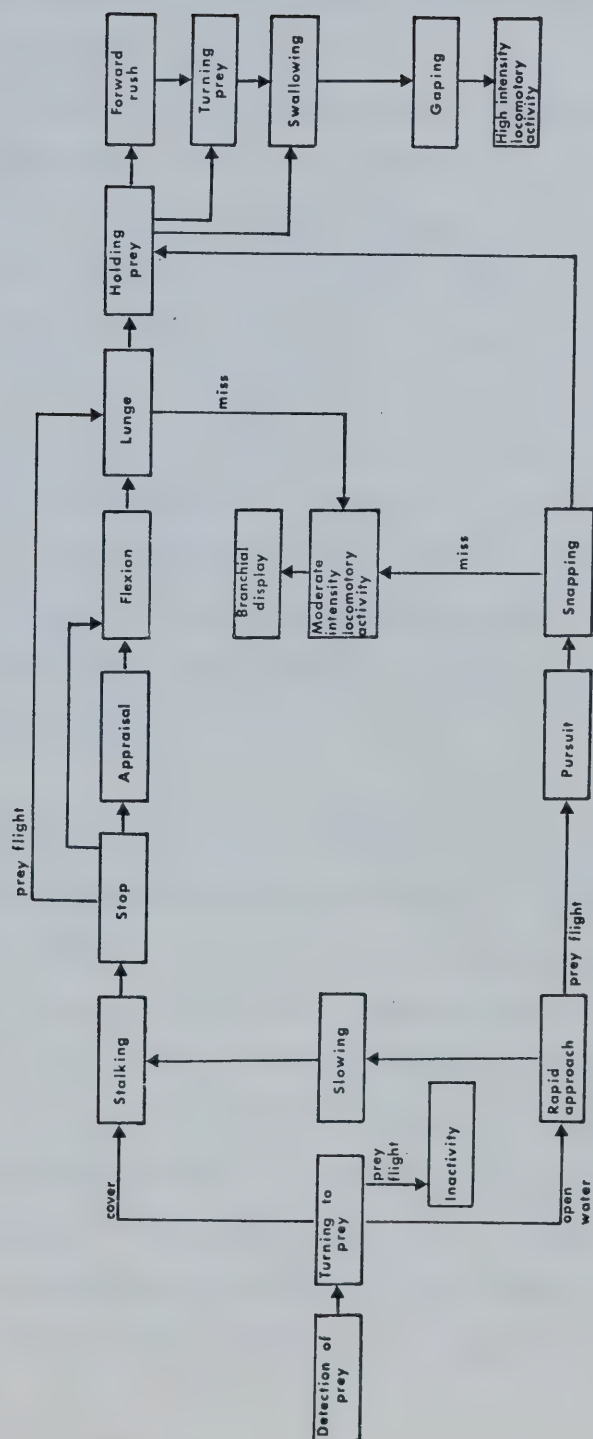 Detection of
prey
Turning to
prey
prey
flight
Inactivity
cover
open
water
Stalking
Slowing
Rapid
approach
prey flight
Stop
prey flight
Appraisal
Flexian
Lunge
miss
Branchial
display
Moderate
intensity
locomotory
activity
Pursuit
Snapping
miss
Holding
prey
Forward
rush
Turning
prey
Swallowing
Gaping
High intensity
locomotory
activity